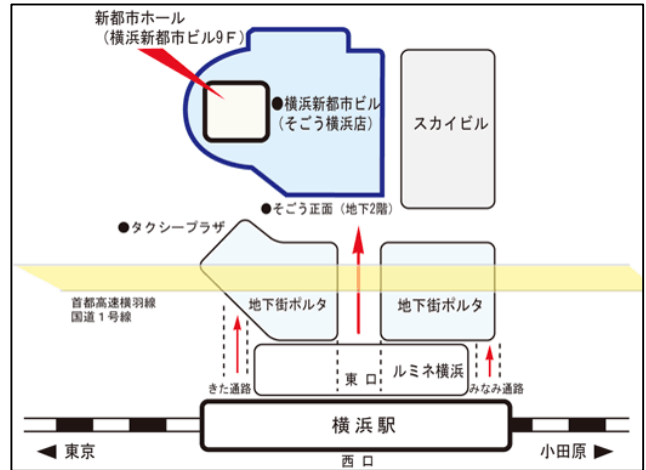 新都市ホール
（横浜新都市ビル9Ｆ）
●横浜新都市ビル
（そごう横浜店）
スカイビル
●そごう正面（地下2階）
●タクシープラザ
首都高速横羽線
国道１号線
地下街ポルタ
地下街ポルタ
きた通路
東 口
ルミネ横浜
みなみ通路
横浜駅
◀ 東京
小田原 ▶
西 口